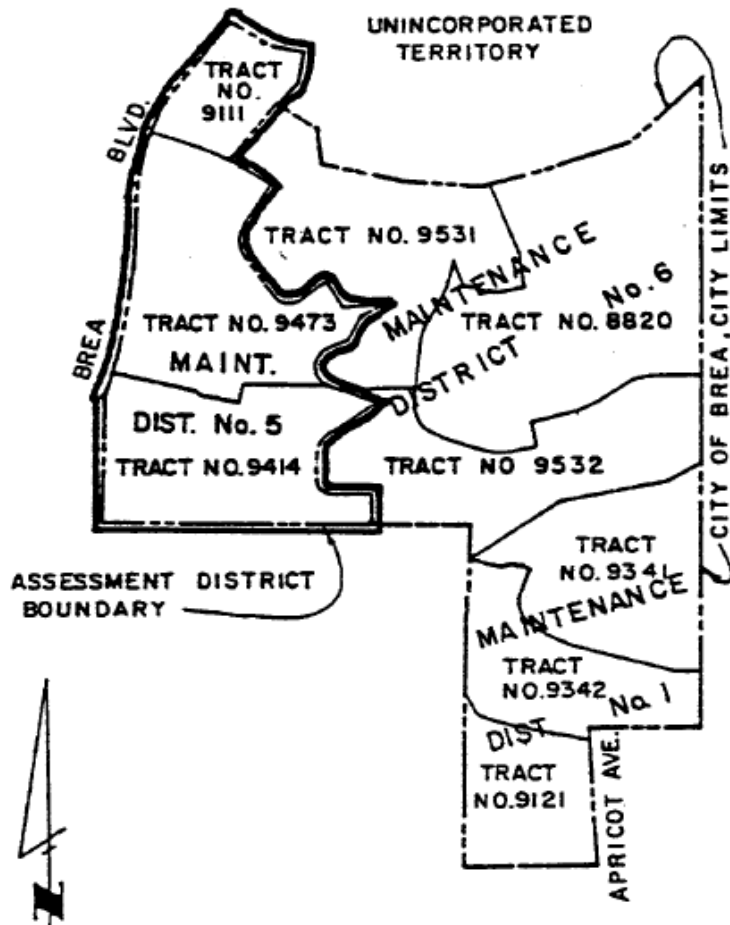 UNINCORPORATED
TERRITORY
TRACT
NO.
9111
BLVD.
BREA
TRACT NO. 9531
MAINTENANCE
DISTRICT
No. 6
TRACT NO. 8820
TRACT NO. 9473
MAINT.
DIST. No. 5
TRACT NO. 9414
TRACT NO 9532
CITY OF BREA, CITY LIMITS
ASSESSMENT DISTRICT
BOUNDARY
TRACT
NO. 9341
MAINTENANCE
DIST
No. 1
TRACT
NO. 9342
TRACT
NO. 9121
APRICOT AVE.
N